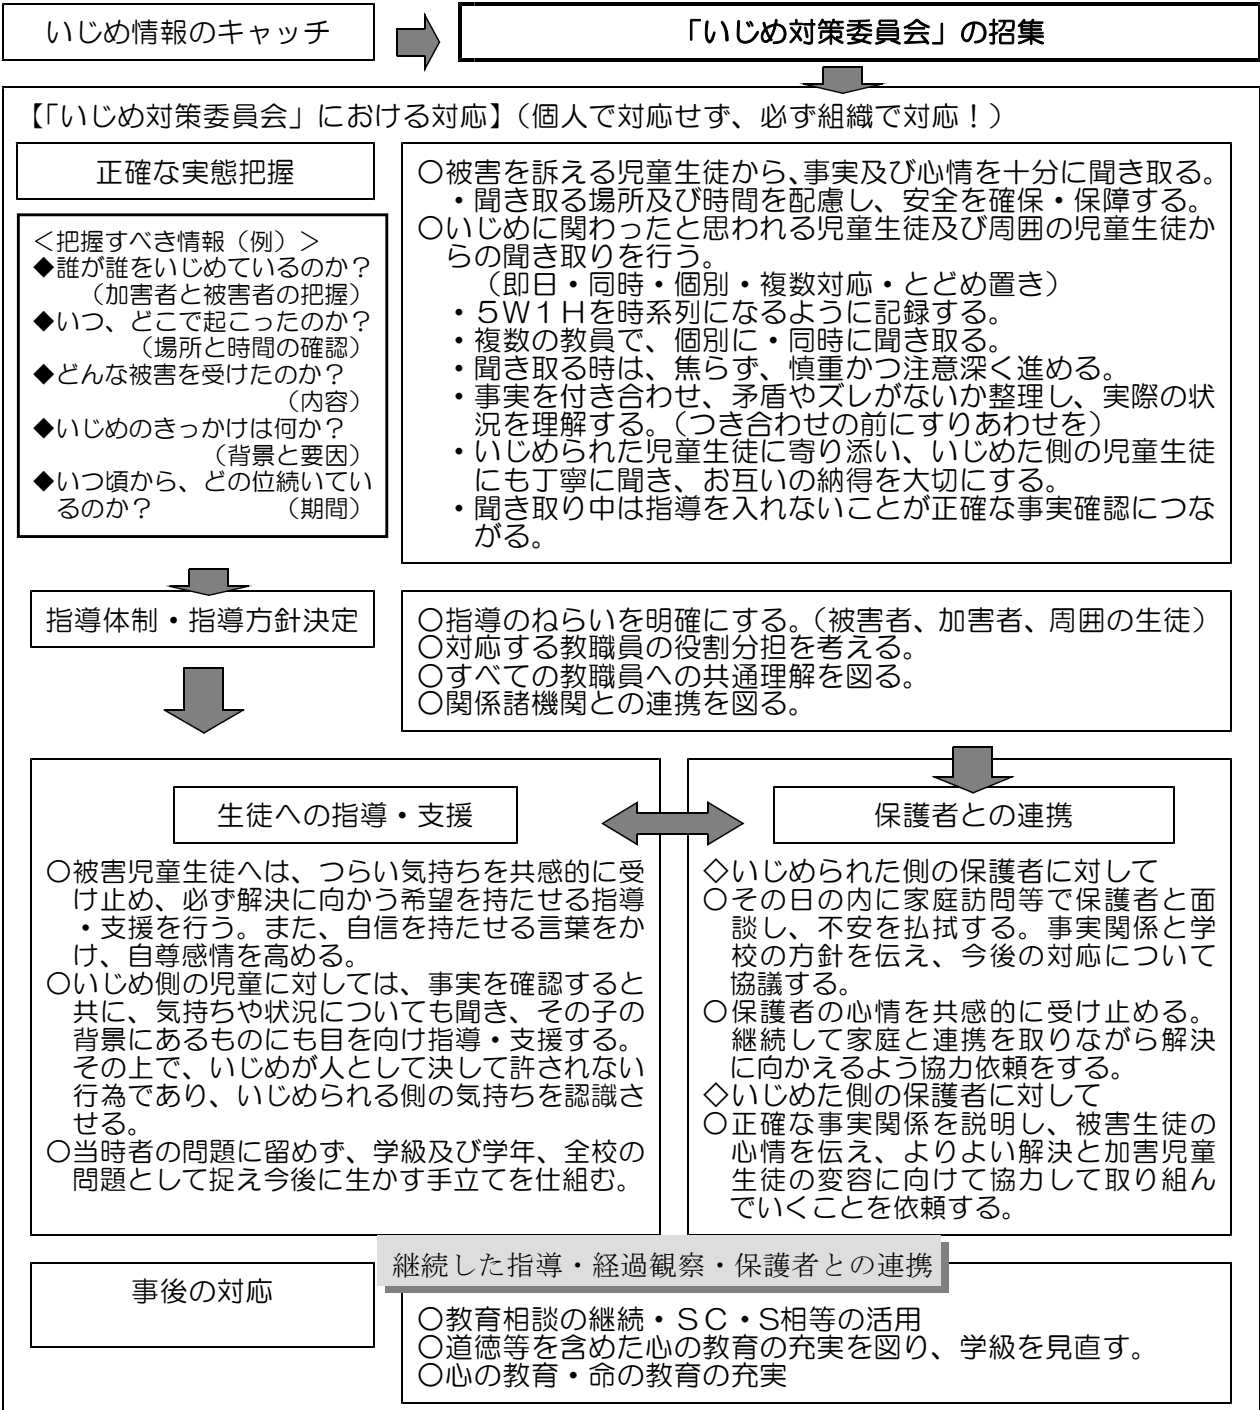 いじめ情報のキャッチ
「いじめ対策委員会」の招集
【「いじめ対策委員会」における対応】（個人で対応せず、必ず組織で対応！）
正確な実態把握
＜把握すべき情報（例）＞
◆誰が誰をいじめているのか？
（加害者と被害者の把握）
◆いつ、どこで起こったのか？
（場所と時間の確認）
◆どんな被害を受けたのか？
（内容）
◆いじめのきっかけは何か？
（背景と要因）
◆いつ頃から、どの位続いてい
るのか？　（期間）
○被害を訴える児童生徒から、事実及び心情を十分に聞き取る。
・聞き取る場所及び時間を配慮し、安全を確保・保障する。
○いじめに関わったと思われる児童生徒及び周囲の児童生徒か
らの聞き取りを行う。
（即日・同時・個別・複数対応・とどめ置き）
・５Ｗ１Ｈを時系列になるように記録する。
・複数の教員で、個別に・同時に聞き取る。
・聞き取る時は、焦らず、慎重かつ注意深く進める。
・事実を付き合わせ、矛盾やズレがないか整理し、実際の状
況を理解する。（つき合わせの前にすりあわせを）
・いじめられた児童生徒に寄り添い、いじめた側の児童生徒
にも丁寧に聞き、お互いの納得を大切にする。
・聞き取り中は指導を入れないことが正確な事実確認につな
がる。
指導体制・指導方針決定
○指導のねらいを明確にする。（被害者、加害者、周囲の生徒）
○対応する教職員の役割分担を考える。
○すべての教職員への共通理解を図る。
○関係諸機関との連携を図る。
生徒への指導・支援
○被害児童生徒へは、つらい気持ちを共感的に受
け止め、必ず解決に向かう希望を持たせる指導
・支援を行う。また、自信を持たせる言葉をか
け、自尊感情を高める。
○いじめ側の児童に対しては、事実を確認すると
共に、気持ちや状況についても聞き、その子の
背景にあるものにも目を向け指導・支援する。
その上で、いじめが人として決して許されない
行為であり、いじめられる側の気持ちを認識さ
せる。
○当時者の問題に留めず、学級及び学年、全校の
問題として捉え今後に生かす手立てを仕組む。
保護者との連携
◇いじめられた側の保護者に対して
○その日の内に家庭訪問等で保護者と面
談し、不安を払拭する。事実関係と学
校の方針を伝え、今後の対応について
協議する。
○保護者の心情を共感的に受け止める。
継続して家庭と連携を取りながら解決
に向かえるよう協力依頼をする。
◇いじめた側の保護者に対して
○正確な事実関係を説明し、被害生徒の
心情を伝え、よりよい解決と加害児童
生徒の変容に向けて協力して取り組ん
でいくことを依頼する。
継続した指導・経過観察・保護者との連携
事後の対応
○教育相談の継続・ＳＣ・S相等の活用
○道徳等を含めた心の教育の充実を図り、学級を見直す。
○心の教育・命の教育の充実